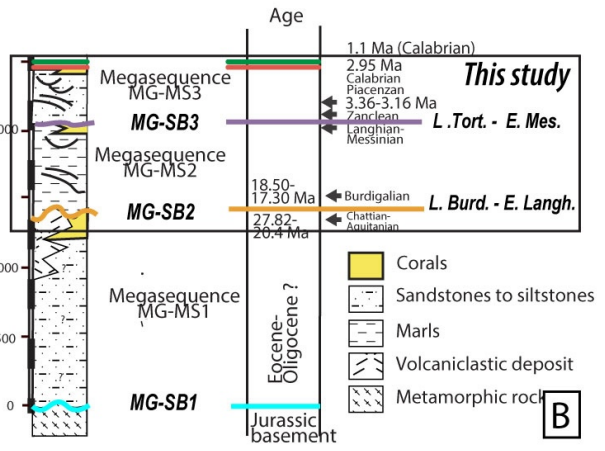 Age
1.1 Ma (Calabrian)
2.95 Ma
Calabrian
Piacenzan
This study
Megasequence
MG-MS3
3.36-3.16 Ma
Zanclean
Langhian-
Messinian
MG-SB3
L .Tort. - E. Mes.
000
Megasequence
MG-MS2
18.50-
17.30 Ma
Burdigalian
MG-SB2
L. Burd. - E. Langh.
27.82-
20.4 Ma
Chattian-
Aquitanian
?
000
Corals
Sandstones to siltstones
Megasequence
MG-MS1
Eocene-
Oligocene ?
?
500
Marls
Volcaniclastic deposit
?
Metamorphic rock
0
MG-SB1
B
Jurassic
basement